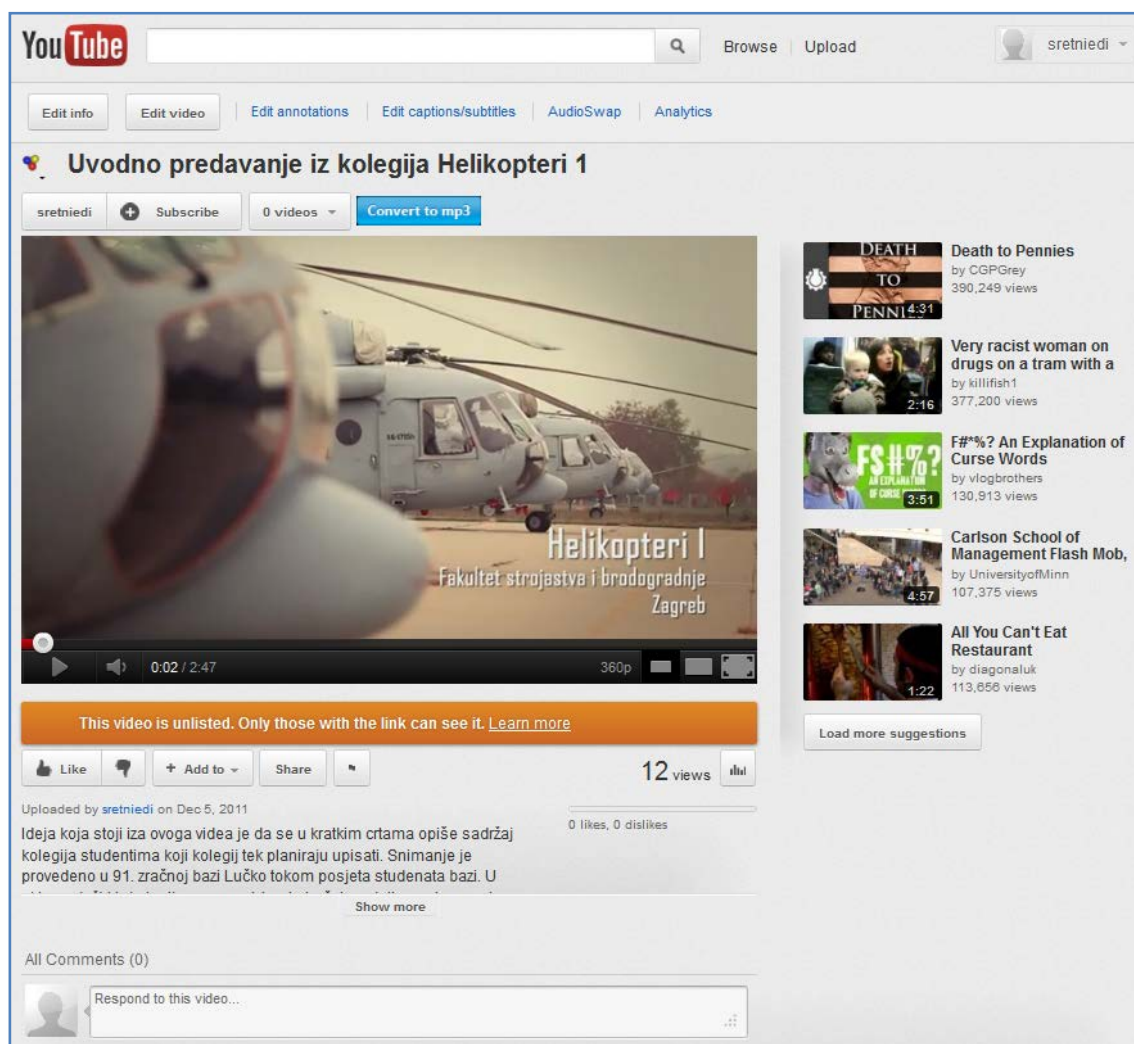 YouTube
Browse Upload
sretniedi
Edit info Edit video Edit annotations Edit captions/subtitles AudioSwap Analytics
Uvodno predavanje iz kolegija Helikopteri 1
sretniedi Subscribe 0 videos Convert to mp3
Helikopteri I
Fakultet strojastva i brodogradnje
Zagreb
0:02 / 2:47 360p
This video is unlisted. Only those with the link can see it. Learn more
Like + Add to Share 12 views
Uploaded by sretniedi on Dec 5, 2011
0 likes, 0 dislikes
Ideja koja stoji iza ovoga videa je da se u kratkim crtama opiše sadržaj
kolegija studentima koji kolegij tek planiraju upisati. Snimanje je
provedeno u 91. zračnoj bazi Lučko tokom posjeta studenata bazi. U
Show more
All Comments (0)
Respond to this video...
DEATH
TO
PENNIES
4:31
Death to Pennies
by CGPGrey
390,249 views
2:16
Very racist woman on
drugs on a tram with a
by killifish1
377,200 views
FS#%?
AN EXPLANATION
OF CURSE WORDS
3:51
F#*%? An Explanation of
Curse Words
by vlogbrothers
130,913 views
4:57
Carlson School of
Management Flash Mob,
by UniversityofMinn
107,375 views
1:22
All You Can't Eat
Restaurant
by diagonaluk
113,656 views
Load more suggestions